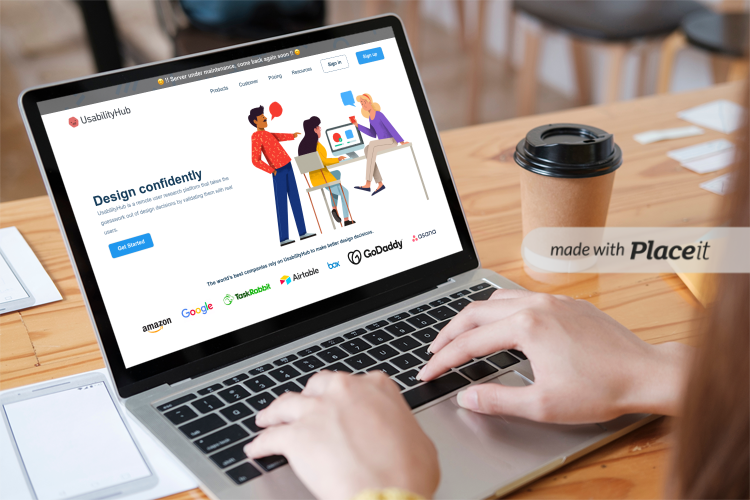 😢 !! Server under maintenance, come back again soon !! 😢
UsabilityHub
Products Customer Pricing Resources Sign in Sign up
Design confidently
UsabilityHub is a remote user research platform that takes the
guesswork out of design decisions by validating them with real
users.
Get Started
The world's best companies rely on UsabilityHub to make better design decisions.
amazon Google TaskRabbit Airtable box GoDaddy asana
made with Placeit